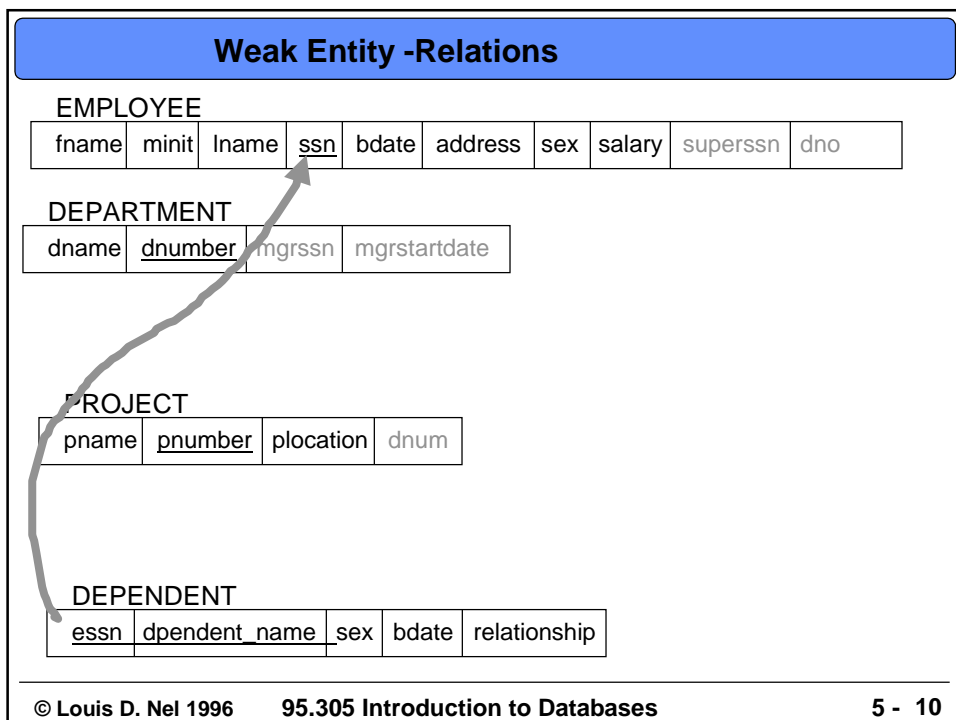 Weak Entity -Relations
EMPLOYEE
fname minit lname ssn bdate address sex salary superssn dno
DEPARTMENT
dname dnumber mgrssn mgrstartdate
PROJECT
pname pnumber plocation dnum
DEPENDENT
essn dpendent_name sex bdate relationship
© Louis D. Nel 1996 95.305 Introduction to Databases 5 - 10